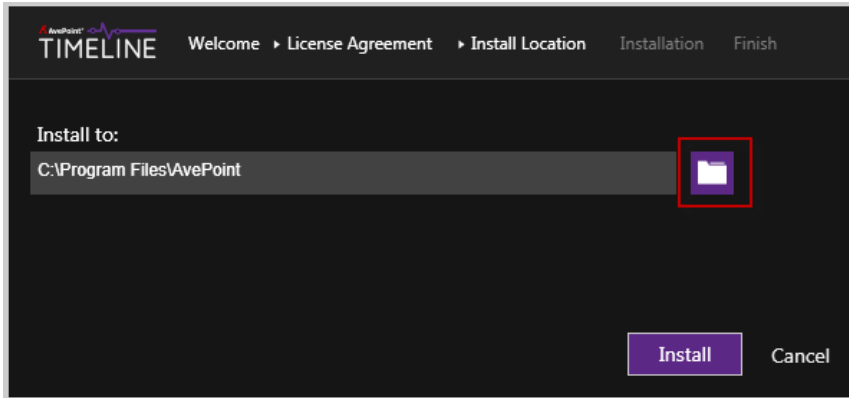 AvePoint
TIMELINE
Welcome ▸ License Agreement ▸ Install Location Installation Finish
Install to:
C:\Program Files\AvePoint
Install Cancel